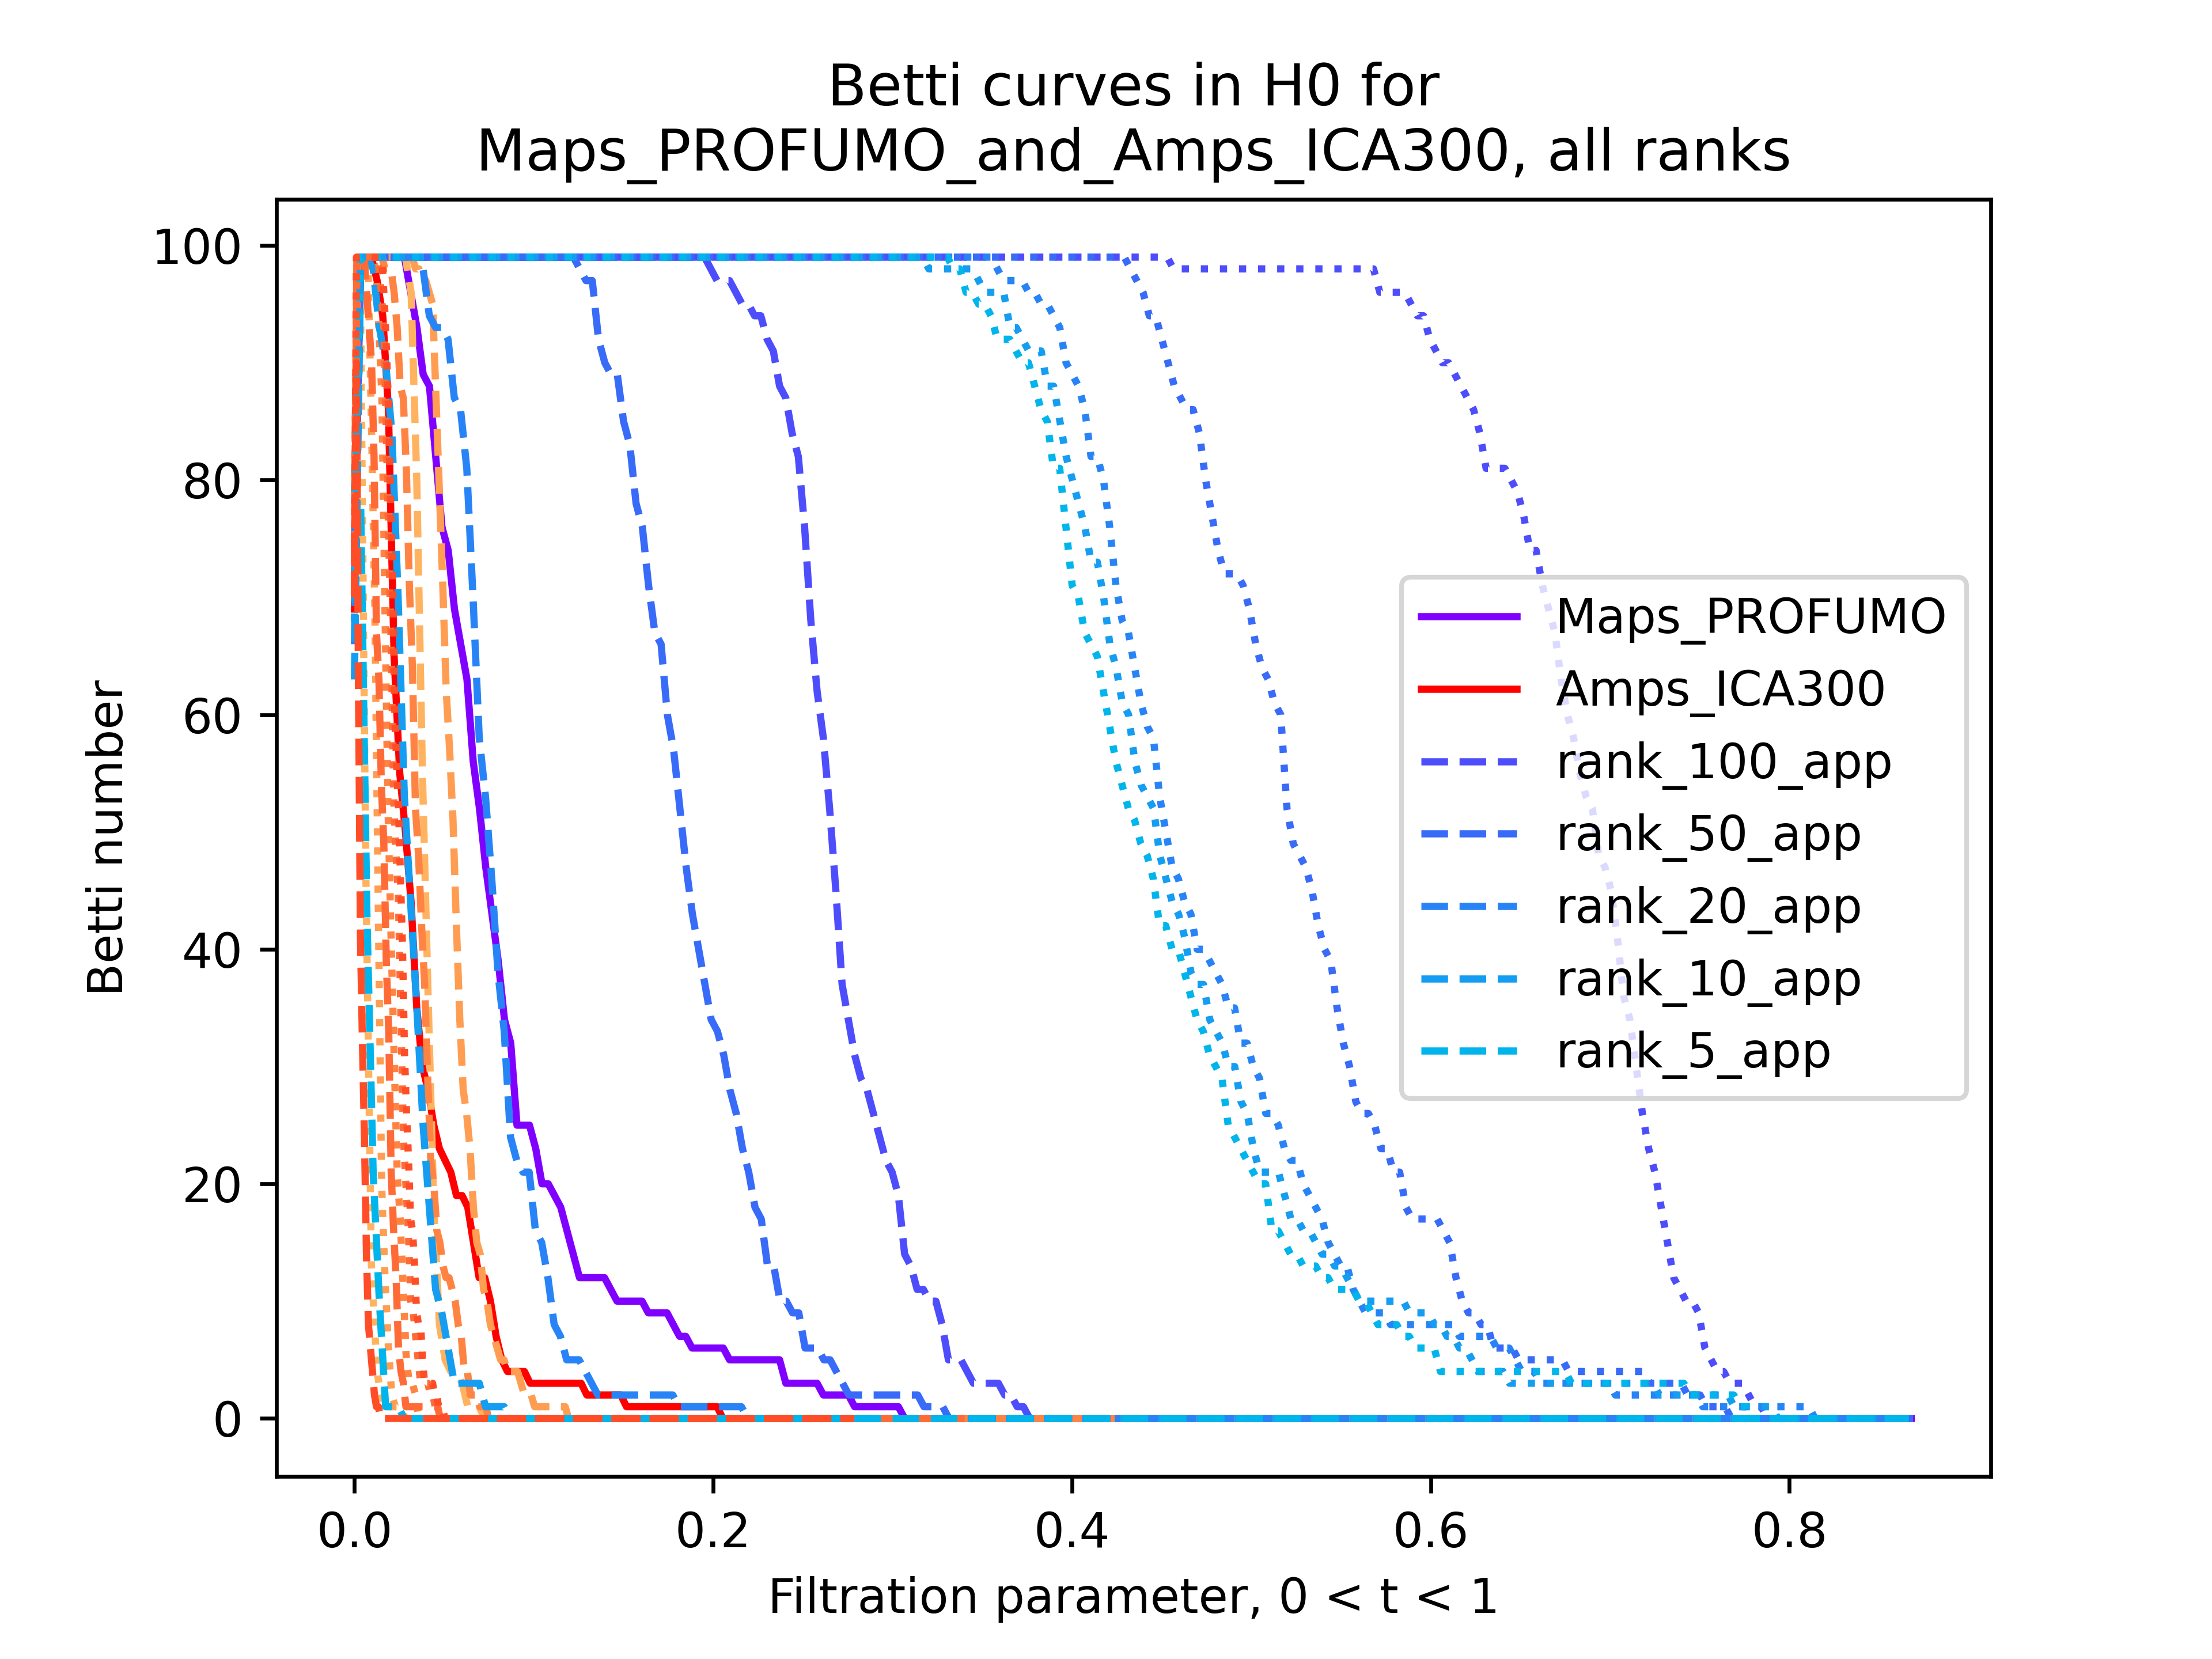 Betti curves in H0 for
Maps_PROFUMO_and_Amps_ICA300, all ranks
100
80
60
40
20
0
Betti number
Maps_PROFUMO
Amps_ICA300
rank_100_app
rank_50_app
rank_20_app
rank_10_app
rank_5_app
0.0 0.2 0.4 0.6 0.8
Filtration parameter, 0 < t < 1